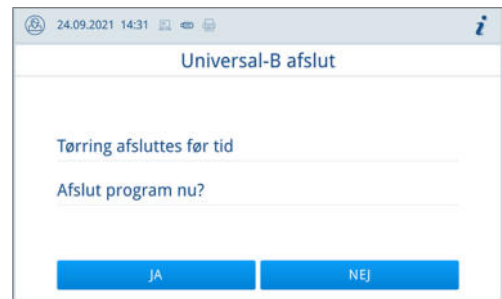 24.09.2021 14:31
i
Universal-B afslut
Tørring afsluttes før tid
Afslut program nu?
JA
NEJ